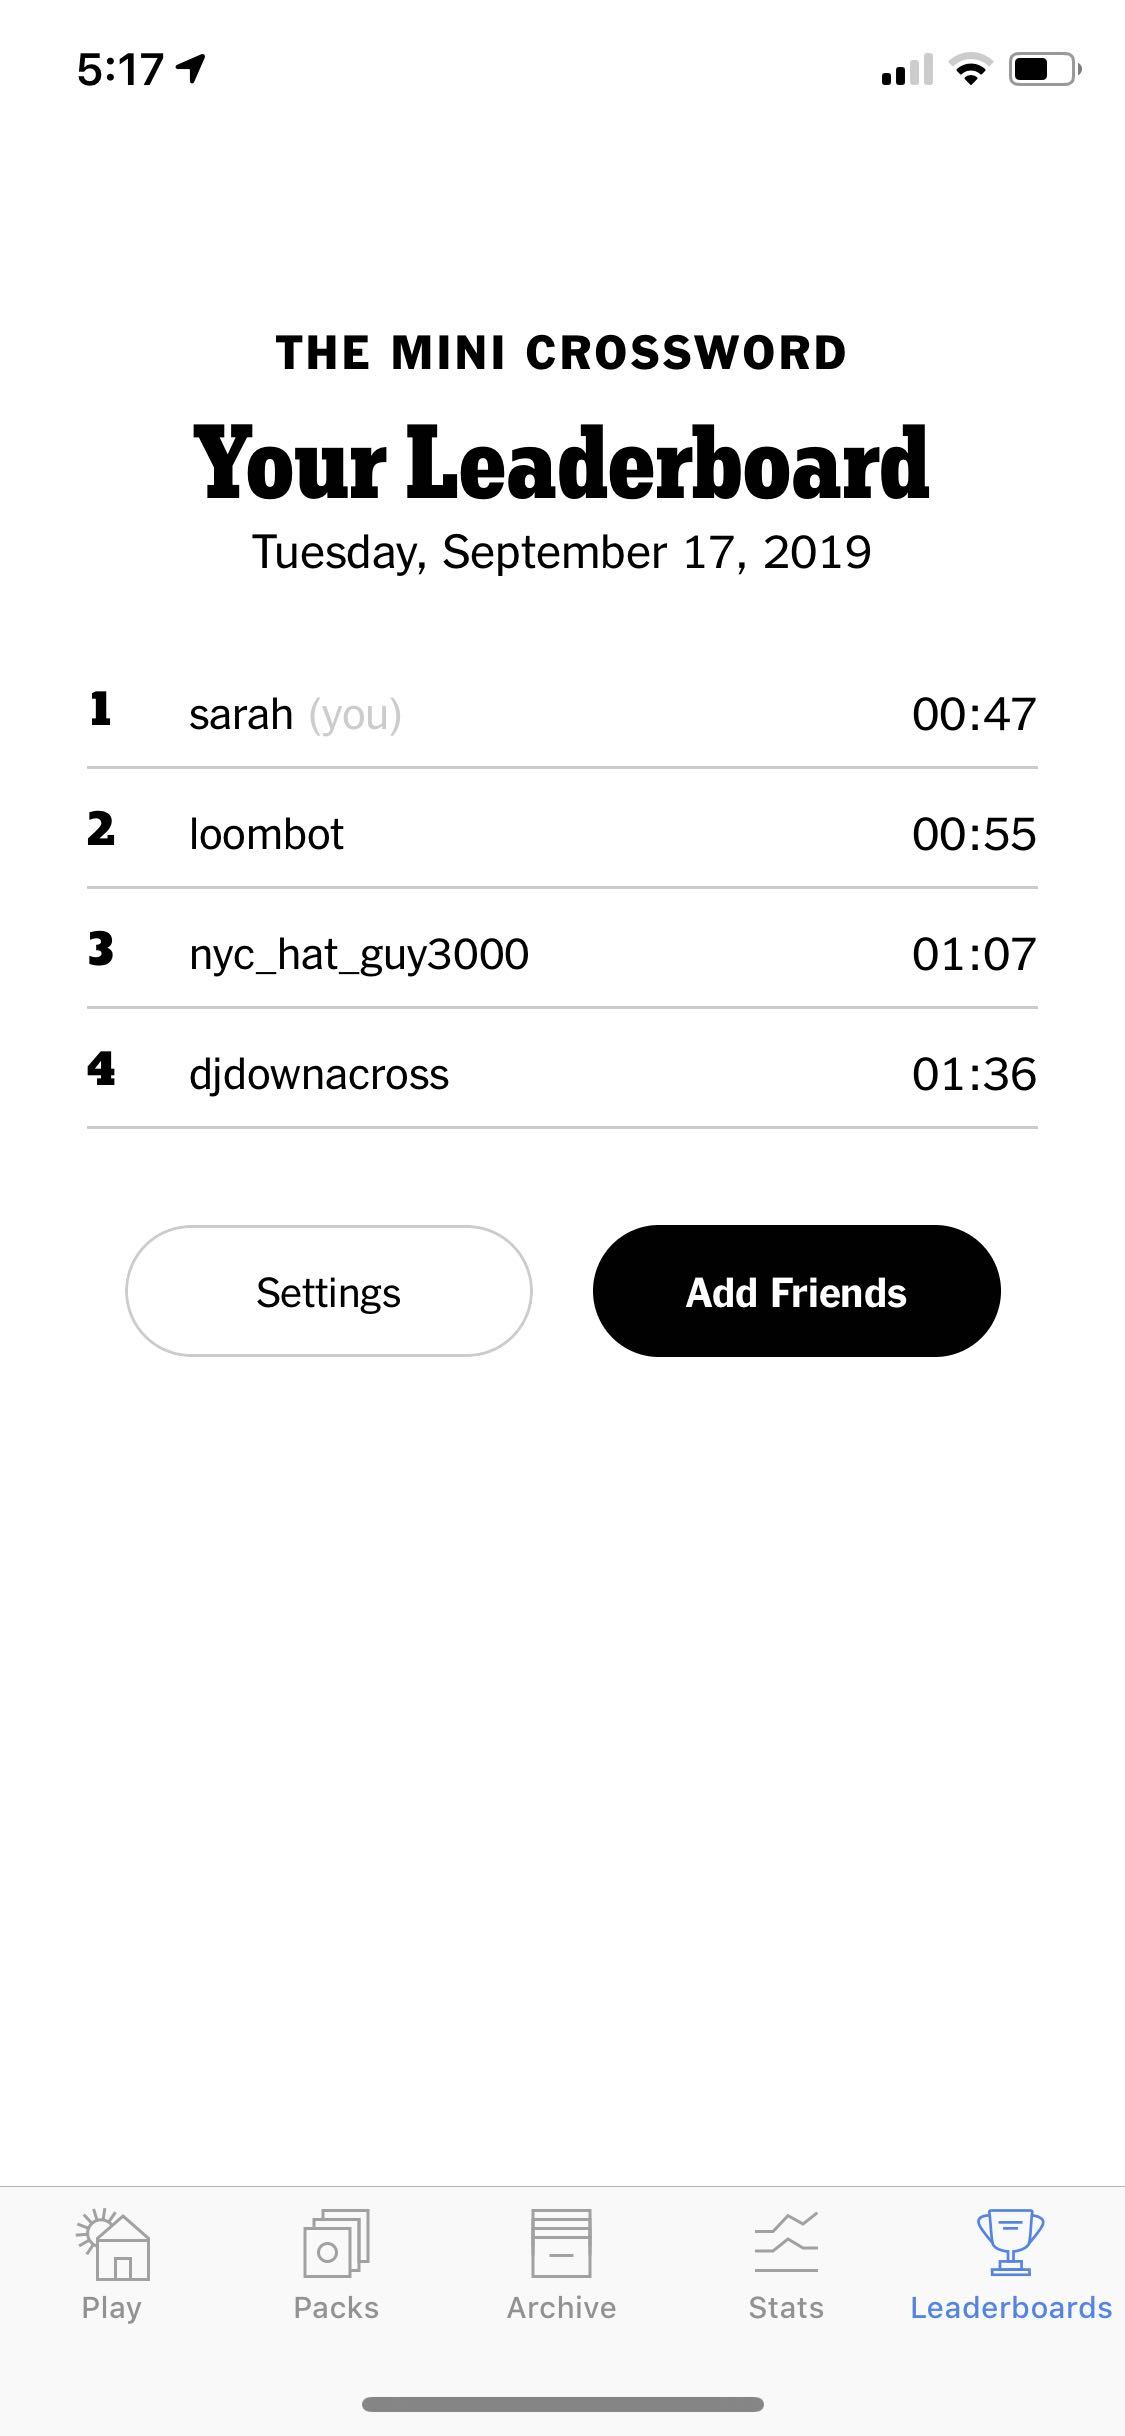 5:17
THE MINI CROSSWORD
Your Leaderboard
Tuesday, September 17, 2019
1 sarah (you) 00:47
2 loombot 00:55
3 nyc_hat_guy3000 01:07
4 djdownacross 01:36
Settings Add Friends
Play Packs Archive Stats Leaderboards